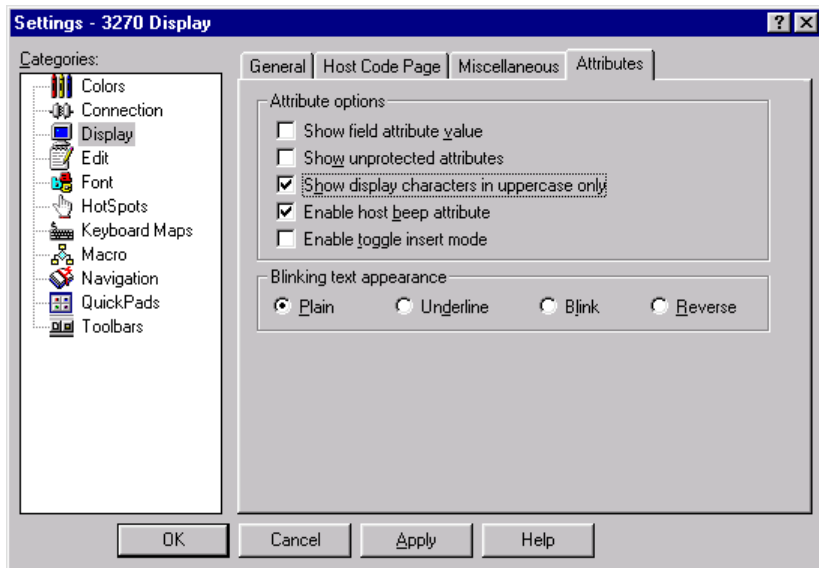 Settings - 3270 Display
Categories:
Colors
Connection
Display
Edit
Font
HotSpots
Keyboard Maps
Macro
Navigation
QuickPads
Toolbars
General Host Code Page Miscellaneous Attributes
Attribute options
Show field attribute value
Show unprotected attributes
Show display characters in uppercase only
Enable host beep attribute
Enable toggle insert mode
Blinking text appearance
Plain Underline Blink Reverse
OK Cancel Apply Help